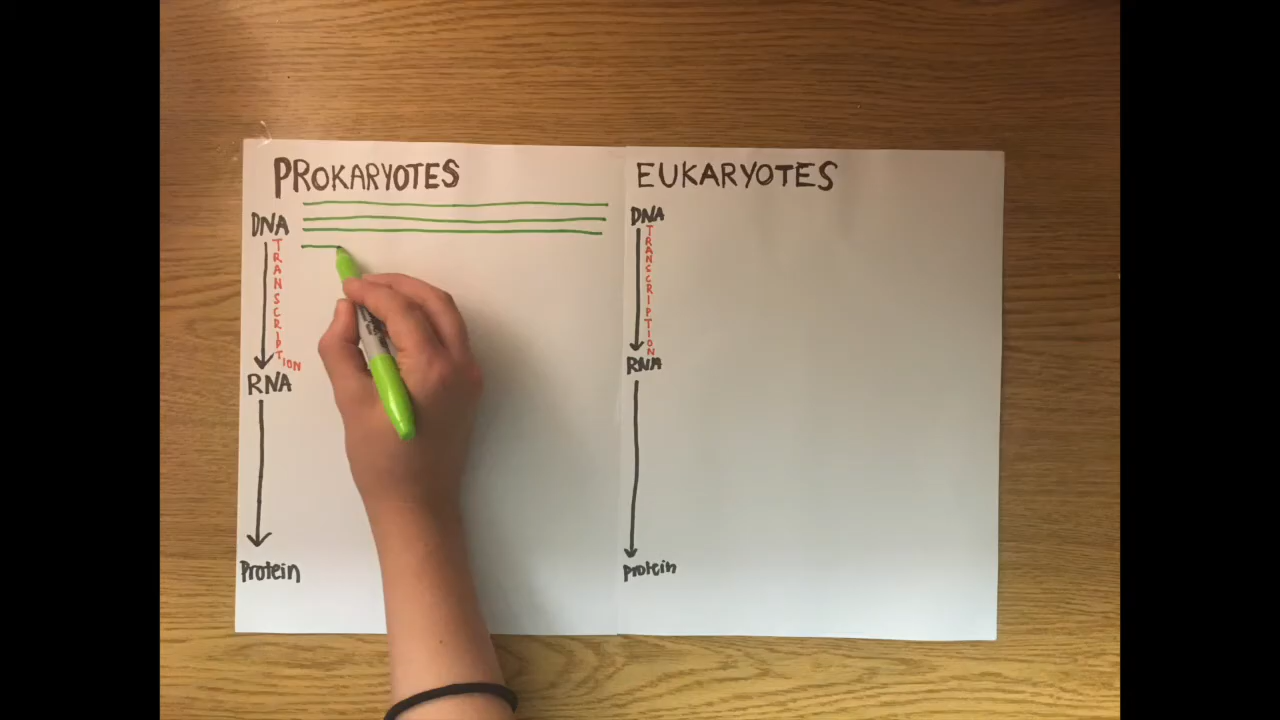 PROKARYOTES
DNA
TRANSCRIPTION
RNA
Protein
EUKARYOTES
DNA
TRANSCRIPTION
RNA
Protein